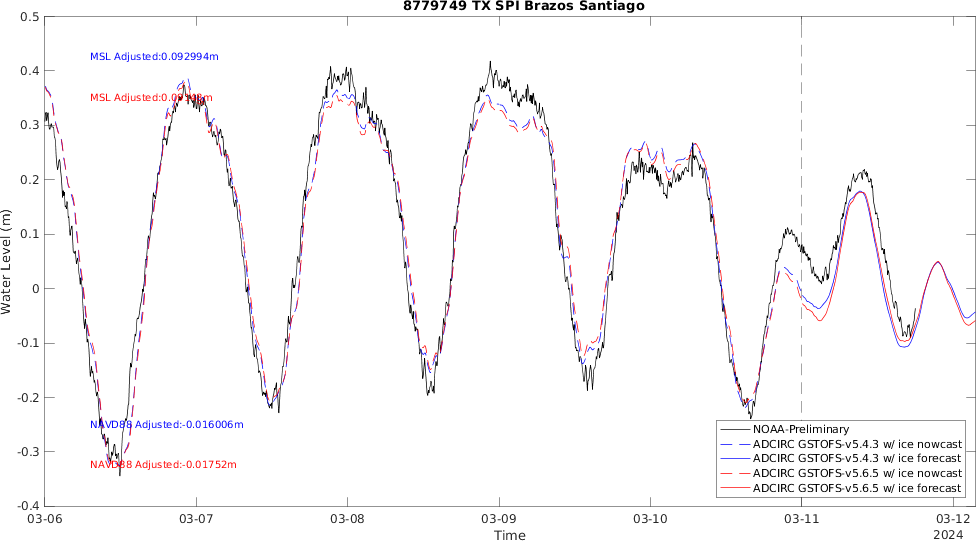 8779749 TX SPI Brazos Santiago
0.5
MSL Adjusted:0.092994m
0.4
MSL Adjusted:
0.3
0.2
0.1
0
-0.1
-0.2
NAVD88 Adjusted:-0.016006m
-0.3
NAVD88 Adjusted:-0.01752m
-0.4
Water Level (m)
NOAA-Preliminary
ADCIRC GSTOFS-v5.4.3 w/ ice nowcast
ADCIRC GSTOFS-v5.4.3 w/ ice forecast
ADCIRC GSTOFS-v5.6.5 w/ ice nowcast
ADCIRC GSTOFS-v5.6.5 w/ ice forecast
03-06 03-07 03-08 03-09 03-10 03-11 03-12
Time
2024